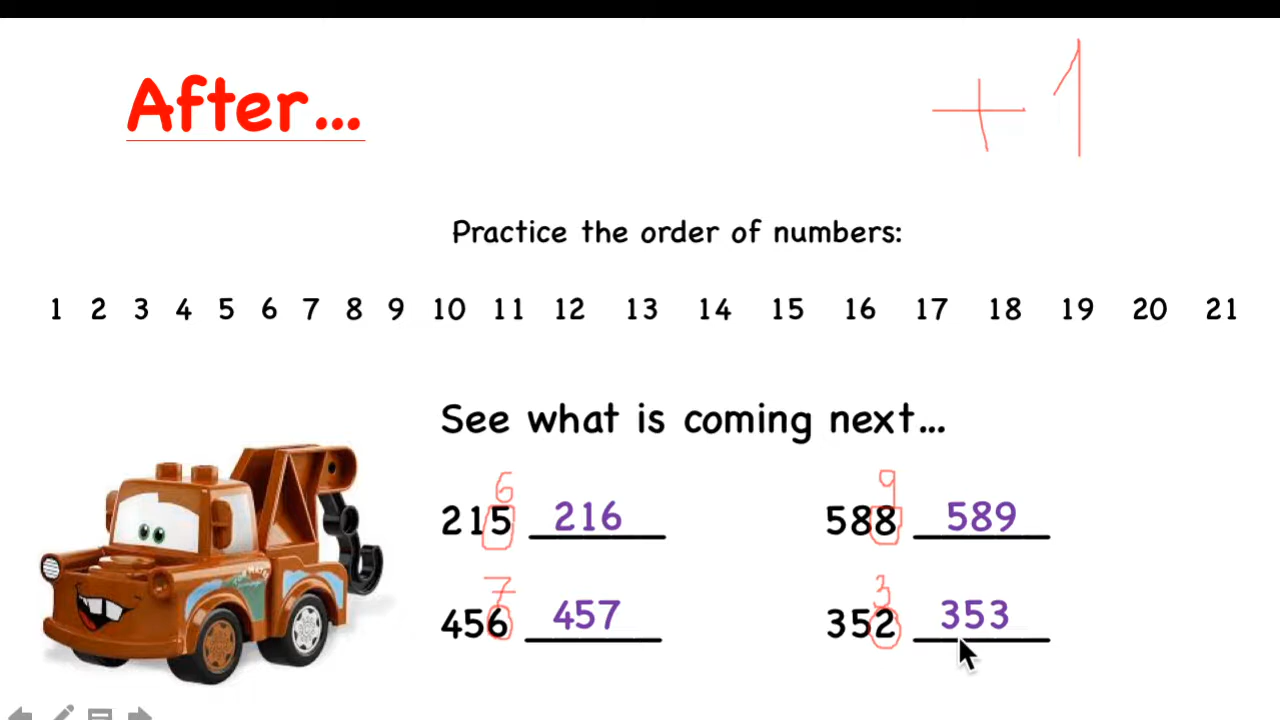 After...
+1
Practice the order of numbers:
1 2 3 4 5 6 7 8 9 10 11 12 13 14 15 16 17 18 19 20 21
See what is coming next...
6 9
215 216 588 589
7 3
456 457 352 353